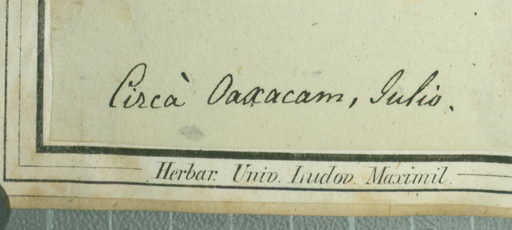 Circà Oaxacam, Julio.
Herbar. Univ. Ludov. Maximil.